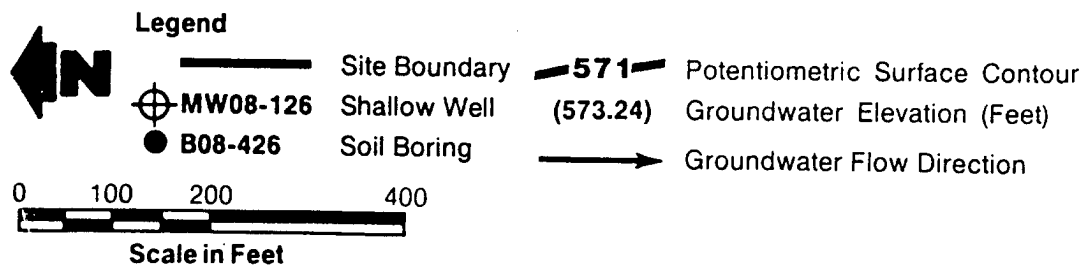 Legend
N
Site Boundary
571 Potentiometric Surface Contour
MW08-126 Shallow Well
(573.24) Groundwater Elevation (Feet)
B08-426 Soil Boring
Groundwater Flow Direction
0 100 200 400
Scale in Feet